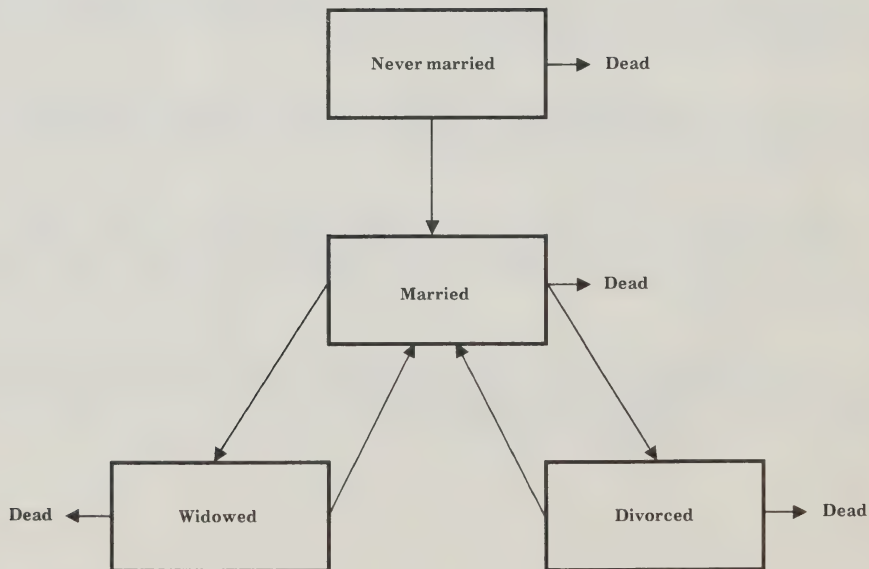 Never married
Dead
Married
Dead
Dead
Widowed
Divorced
Dead